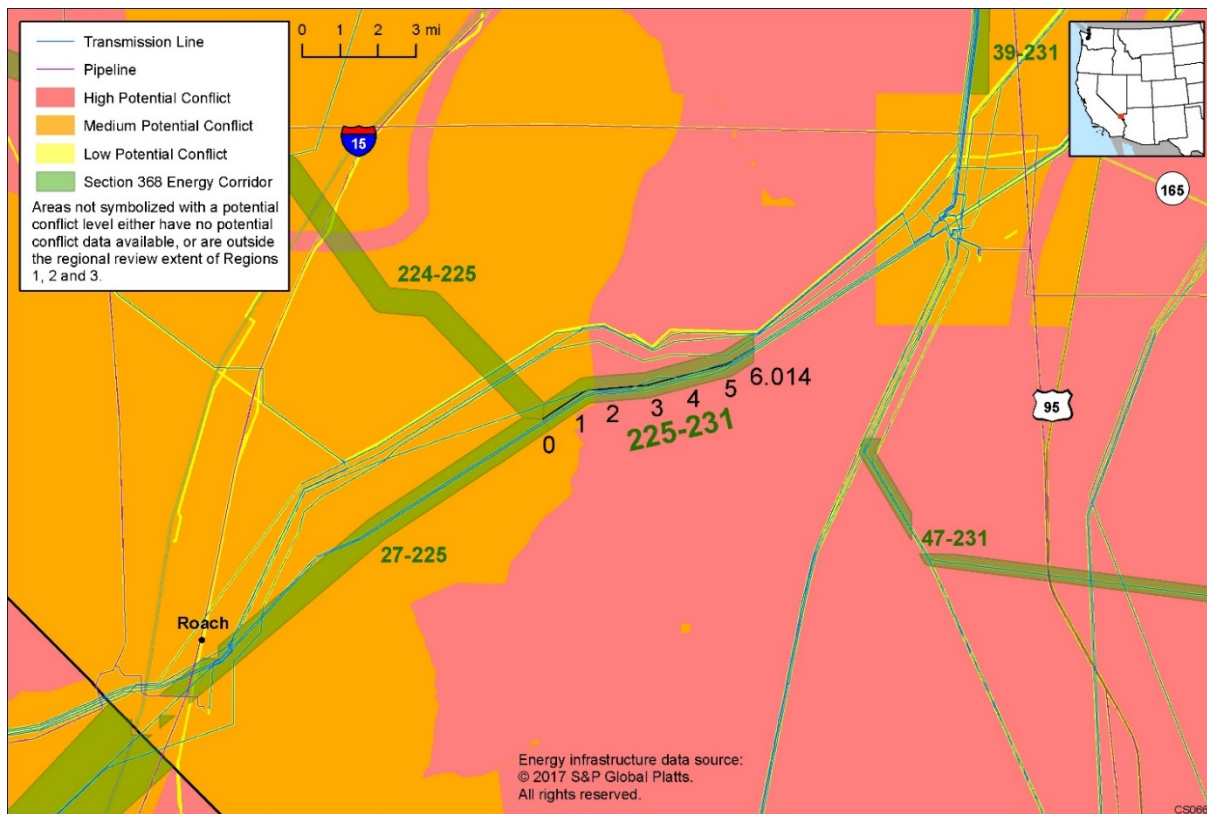 0 1 2 3 mi
Transmission Line
Pipeline
High Potential Conflict
Medium Potential Conflict
Low Potential Conflict
Section 368 Energy Corridor
Areas not symbolized with a potential
conflict level either have no potential
conflict data available, or are outside
the regional review extent of Regions
1, 2 and 3.
15
39-231
165
224-225
0
1
2
3
4
5
6.014
225-231
95
27-225
47-231
Roach
Energy infrastructure data source:
© 2017 S&P Global Platts.
All rights reserved.
CS066